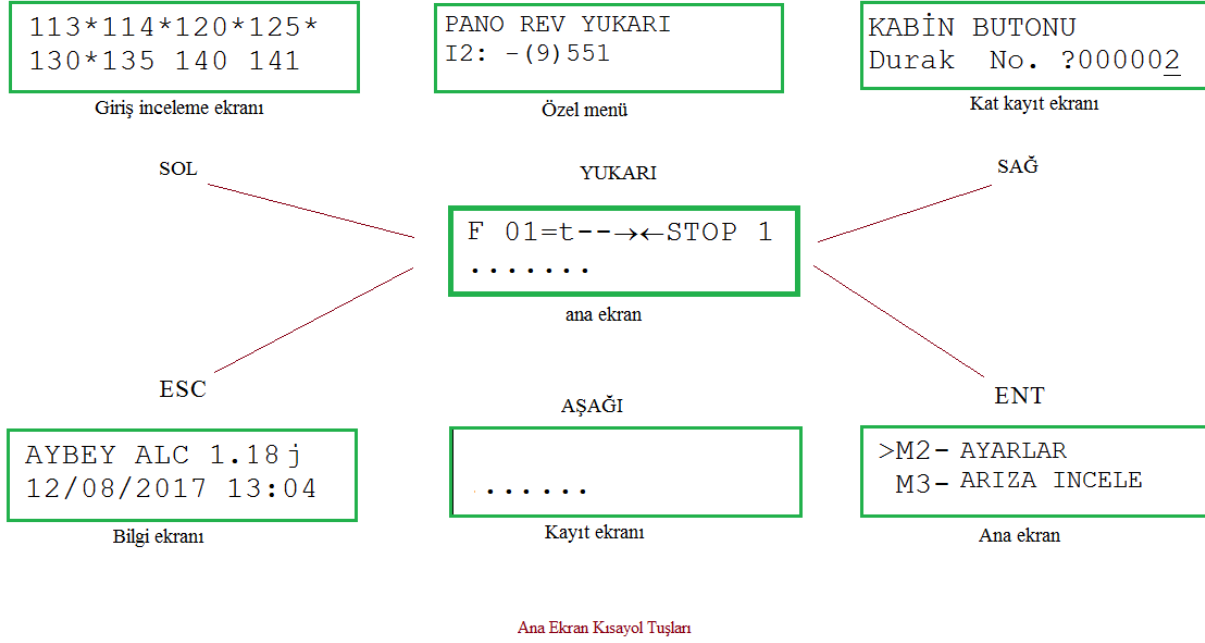 113*114*120*125*
130*135 140 141
Giriş inceleme ekranı
PANO REV YUKARI
I2: -(9)551
Özel menü
KABİN BUTONU
Durak No. ?000002
Kat kayıt ekranı
SOL
YUKARI
SAĞ
F 01=t--→←STOP 1
.......
ana ekran
ESC
AŞAĞI
ENT
AYBEY ALC 1.18j
12/08/2017 13:04
Bilgi ekranı
......
Kayıt ekranı
>M2- AYARLAR
M3- ARIZA INCELE
Ana ekran
Ana Ekran Kısayol Tuşları